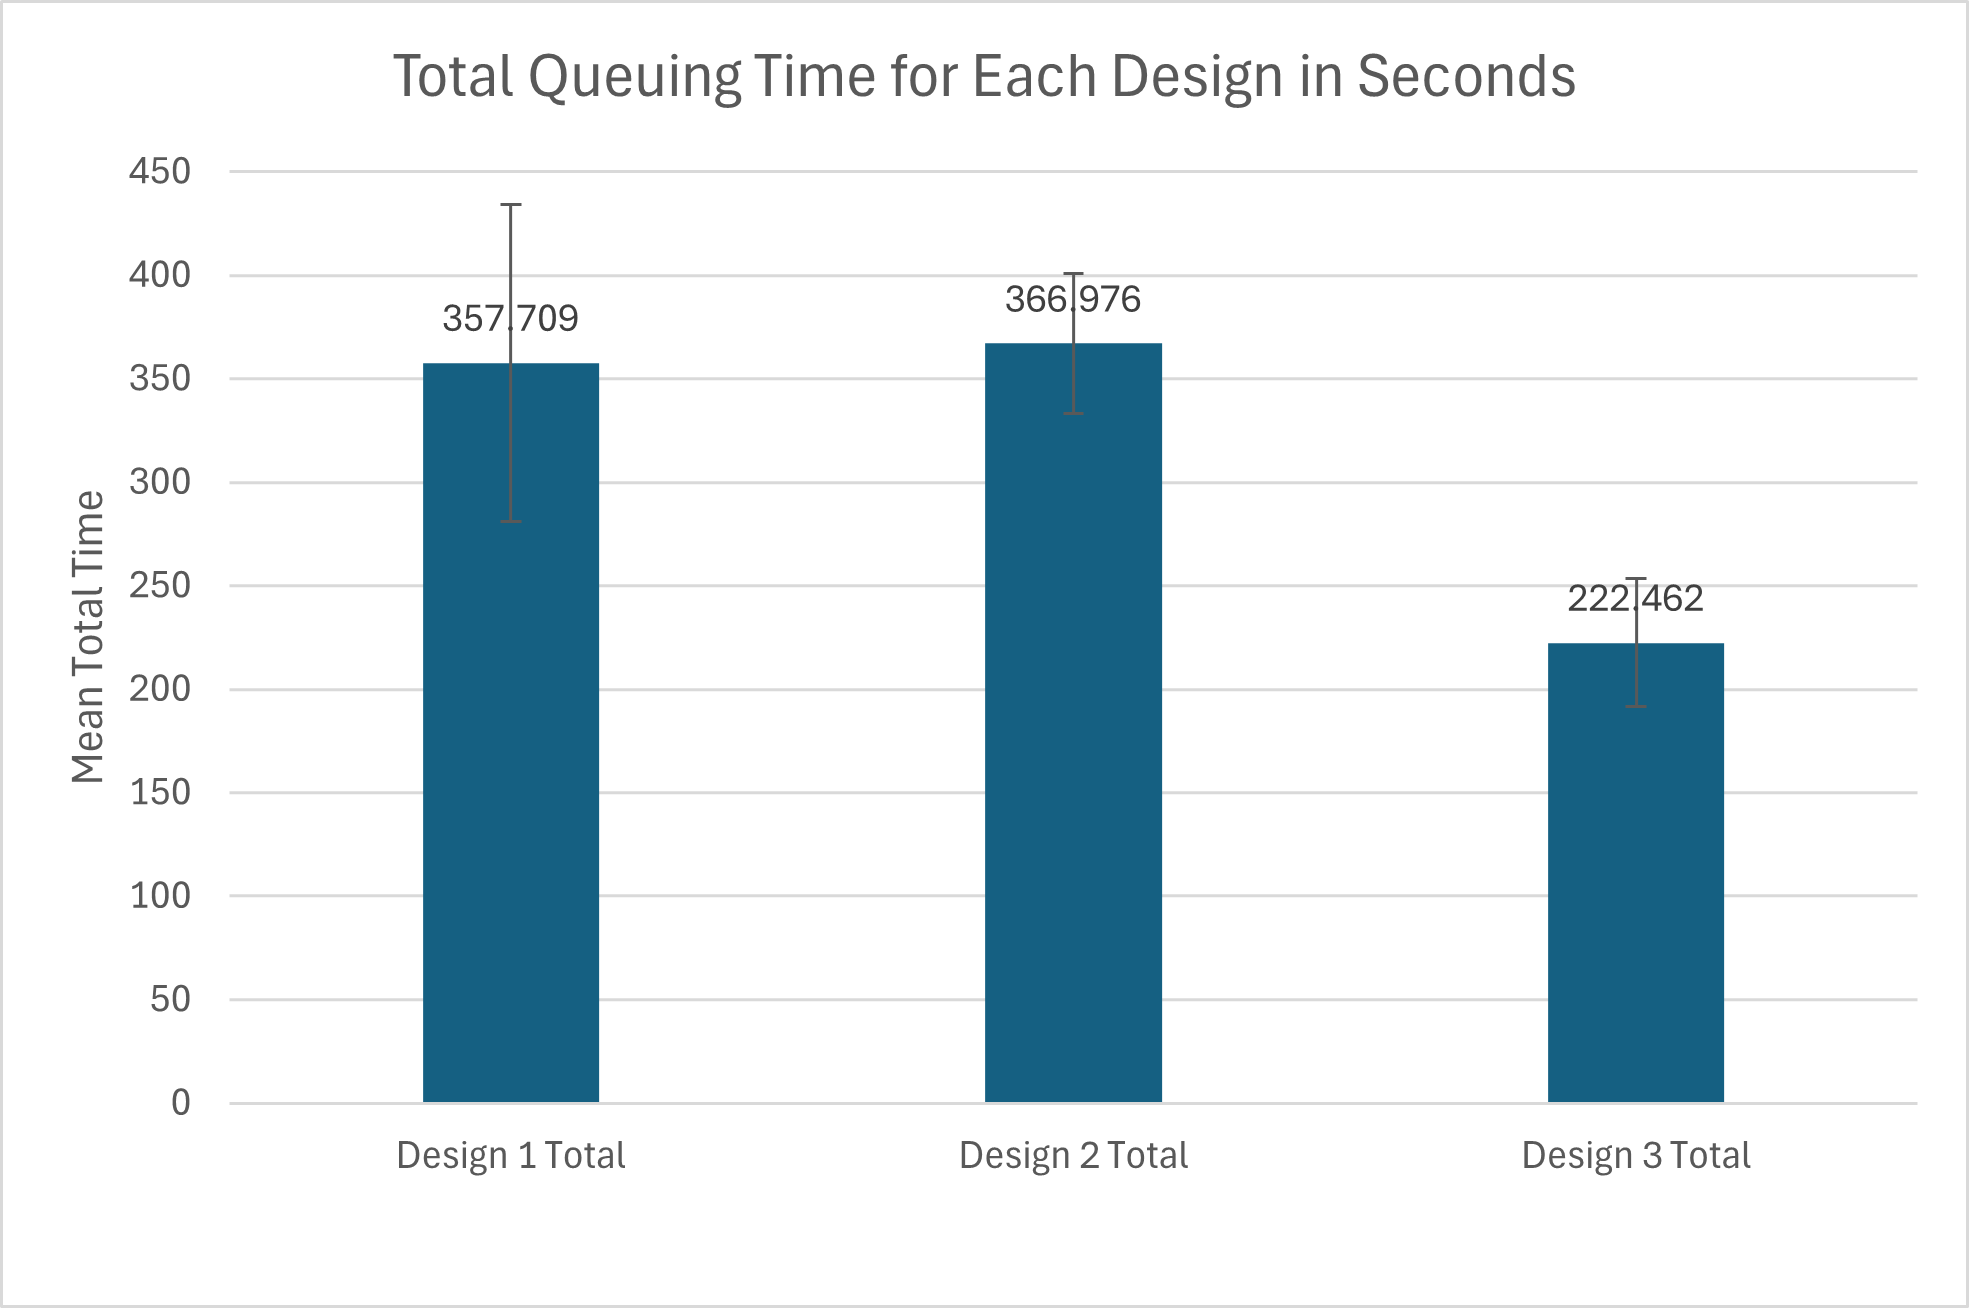 Total Queuing Time for Each Design in Seconds
Mean Total Time
450
400
350
300
250
200
150
100
50
0
357.709
366.976
222.462
Design 1 Total
Design 2 Total
Design 3 Total